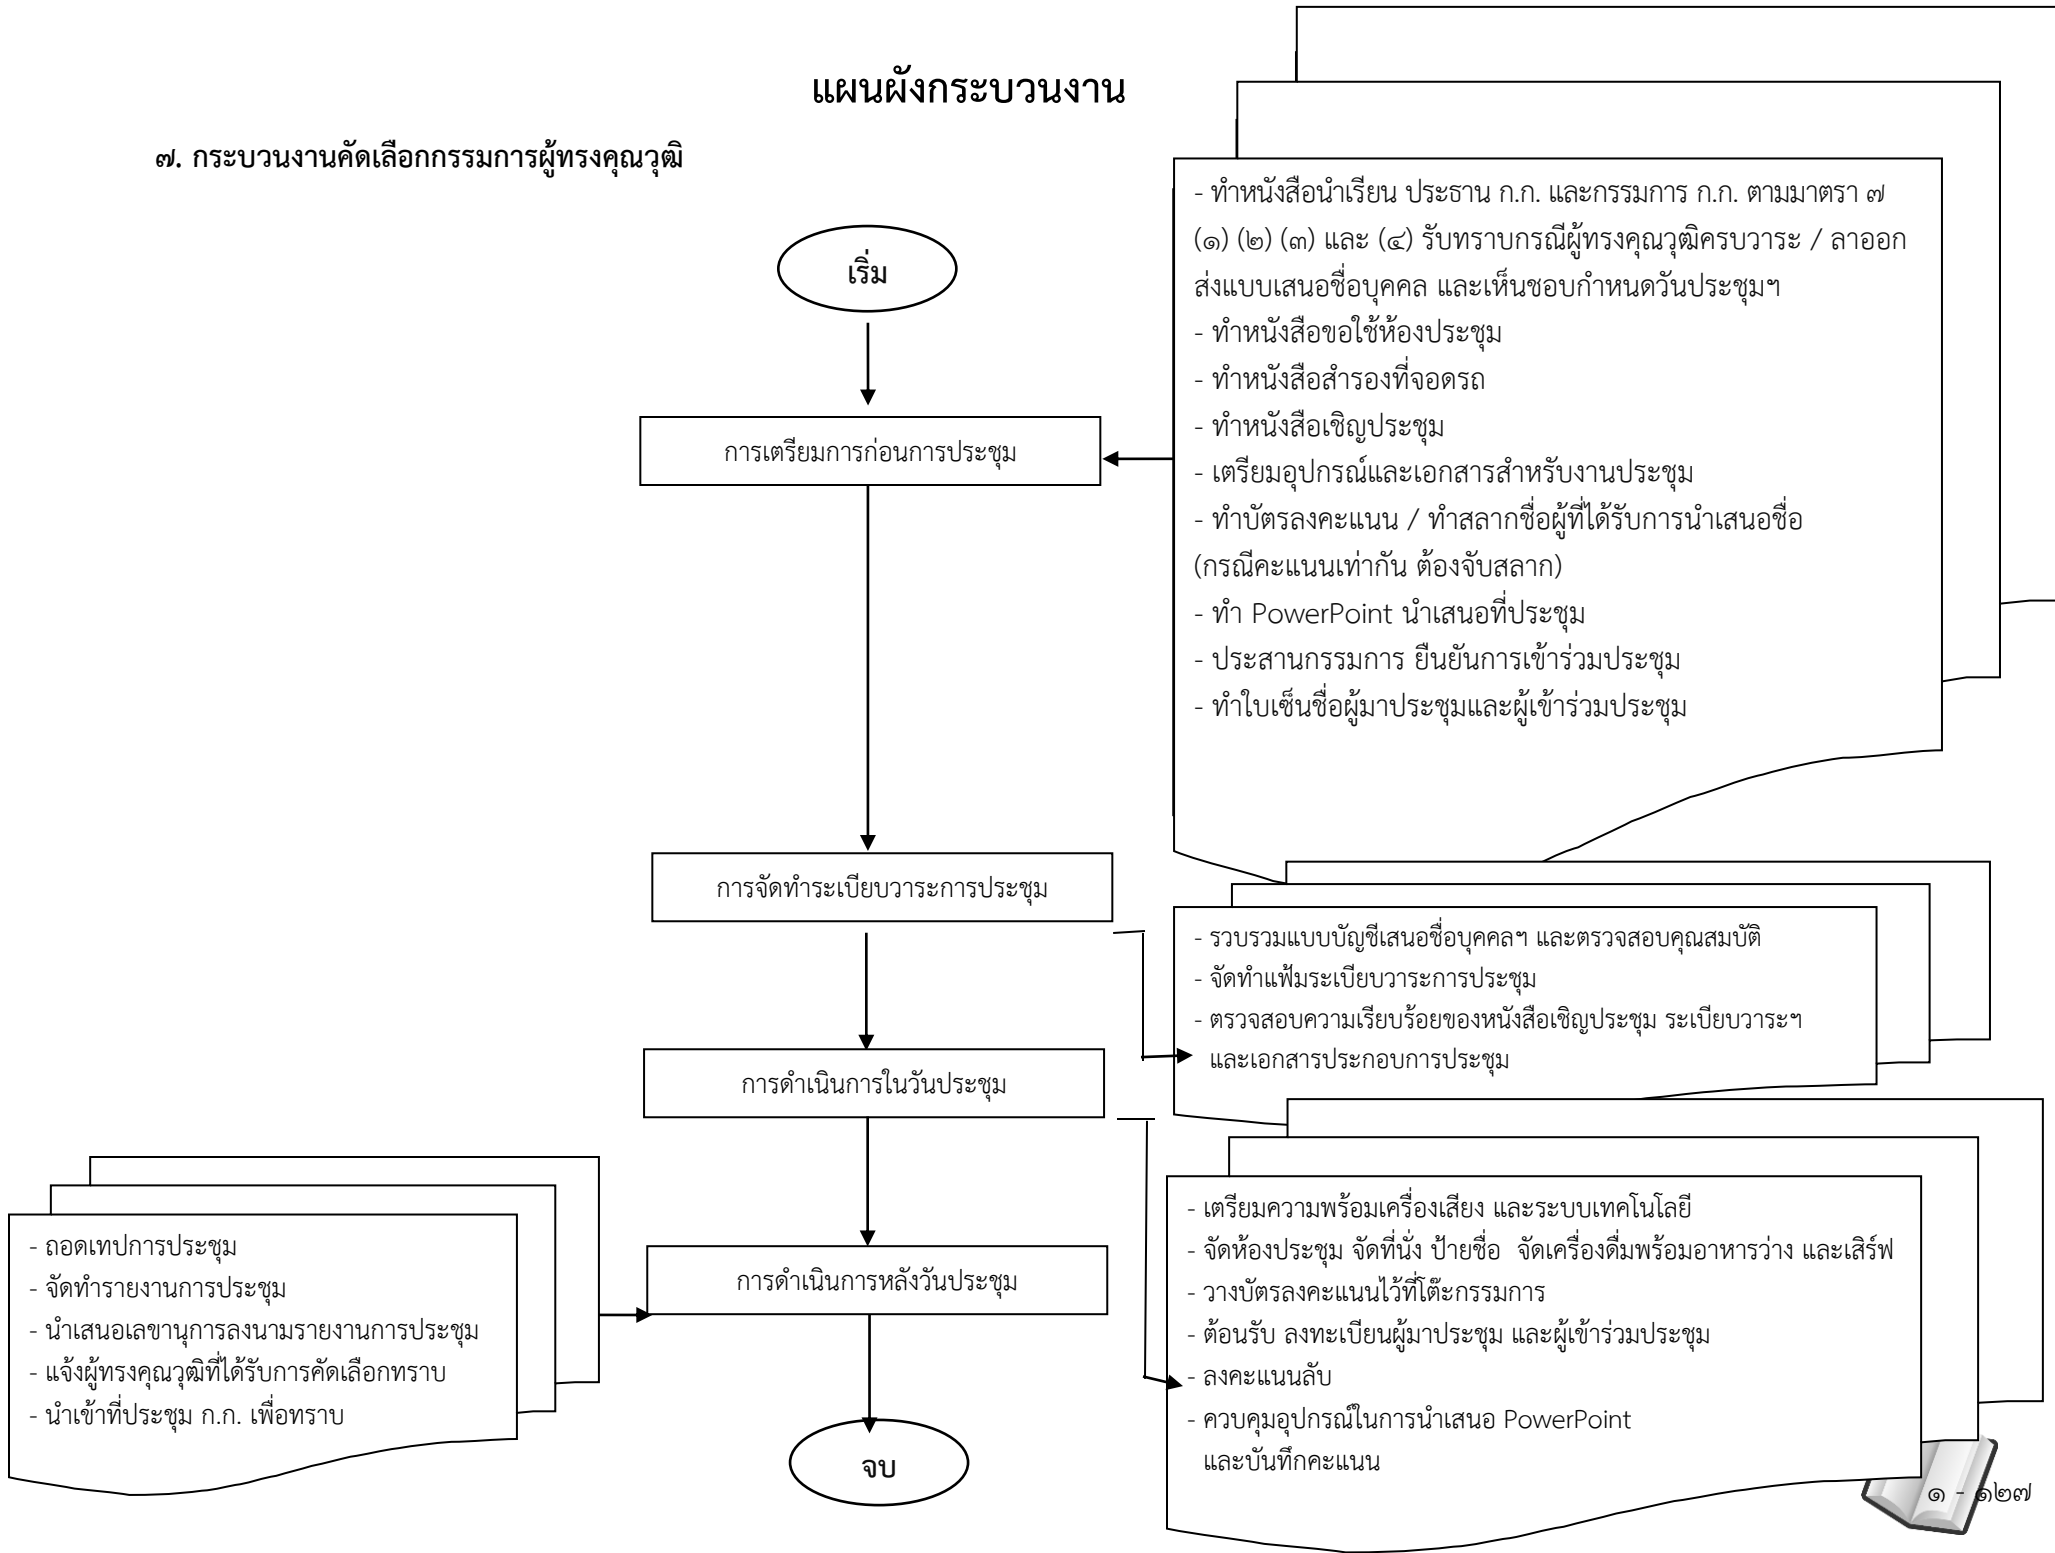 แผนผังกระบวนงาน
๗. กระบวนงานคัดเลือกกรรมการผู้ทรงคุณวุฒิ
เริ่ม
การเตรียมการก่อนการประชุม
- ทำหนังสือนำเรียน ประธาน ก.ก. และกรรมการ ก.ก. ตามมาตรา ๗
(๑) (๒) (๓) และ (๔) รับทราบกรณีผู้ทรงคุณวุฒิครบวาระ / ลาออก
ส่งแบบเสนอชื่อบุคคล และเห็นชอบกำหนดวันประชุมฯ
- ทำหนังสือขอใช้ห้องประชุม
- ทำหนังสือสำรองที่จอดรถ
- ทำหนังสือเชิญประชุม
- เตรียมอุปกรณ์และเอกสารสำหรับงานประชุม
- ทำบัตรลงคะแนน / ทำสลากชื่อผู้ที่ได้รับการนำเสนอชื่อ
(กรณีคะแนนเท่ากัน ต้องจับสลาก)
- ทำ PowerPoint นำเสนอที่ประชุม
- ประสานกรรมการ ยืนยันการเข้าร่วมประชุม
- ทำใบเซ็นชื่อผู้มาประชุมและผู้เข้าร่วมประชุม
การจัดทำระเบียบวาระการประชุม
- รวบรวมแบบบัญชีเสนอชื่อบุคคลฯ และตรวจสอบคุณสมบัติ
- จัดทำแฟ้มระเบียบวาระการประชุม
- ตรวจสอบความเรียบร้อยของหนังสือเชิญประชุม ระเบียบวาระฯ
และเอกสารประกอบการประชุม
การดำเนินการในวันประชุม
- เตรียมความพร้อมเครื่องเสียง และระบบเทคโนโลยี
- จัดห้องประชุม จัดที่นั่ง ป้ายชื่อ จัดเครื่องดื่มพร้อมอาหารว่าง และเสิร์ฟ
- วางบัตรลงคะแนนไว้ที่โต๊ะกรรมการ
- ต้อนรับ ลงทะเบียนผู้มาประชุม และผู้เข้าร่วมประชุม
- ลงคะแนนลับ
- ควบคุมอุปกรณ์ในการนำเสนอ PowerPoint
และบันทึกคะแนน
การดำเนินการหลังวันประชุม
- ถอดเทปการประชุม
- จัดทำรายงานการประชุม
- นำเสนอเลขานุการลงนามรายงานการประชุม
- แจ้งผู้ทรงคุณวุฒิที่ได้รับการคัดเลือกทราบ
- นำเข้าที่ประชุม ก.ก. เพื่อทราบ
จบ
๑ - ๑๒๗